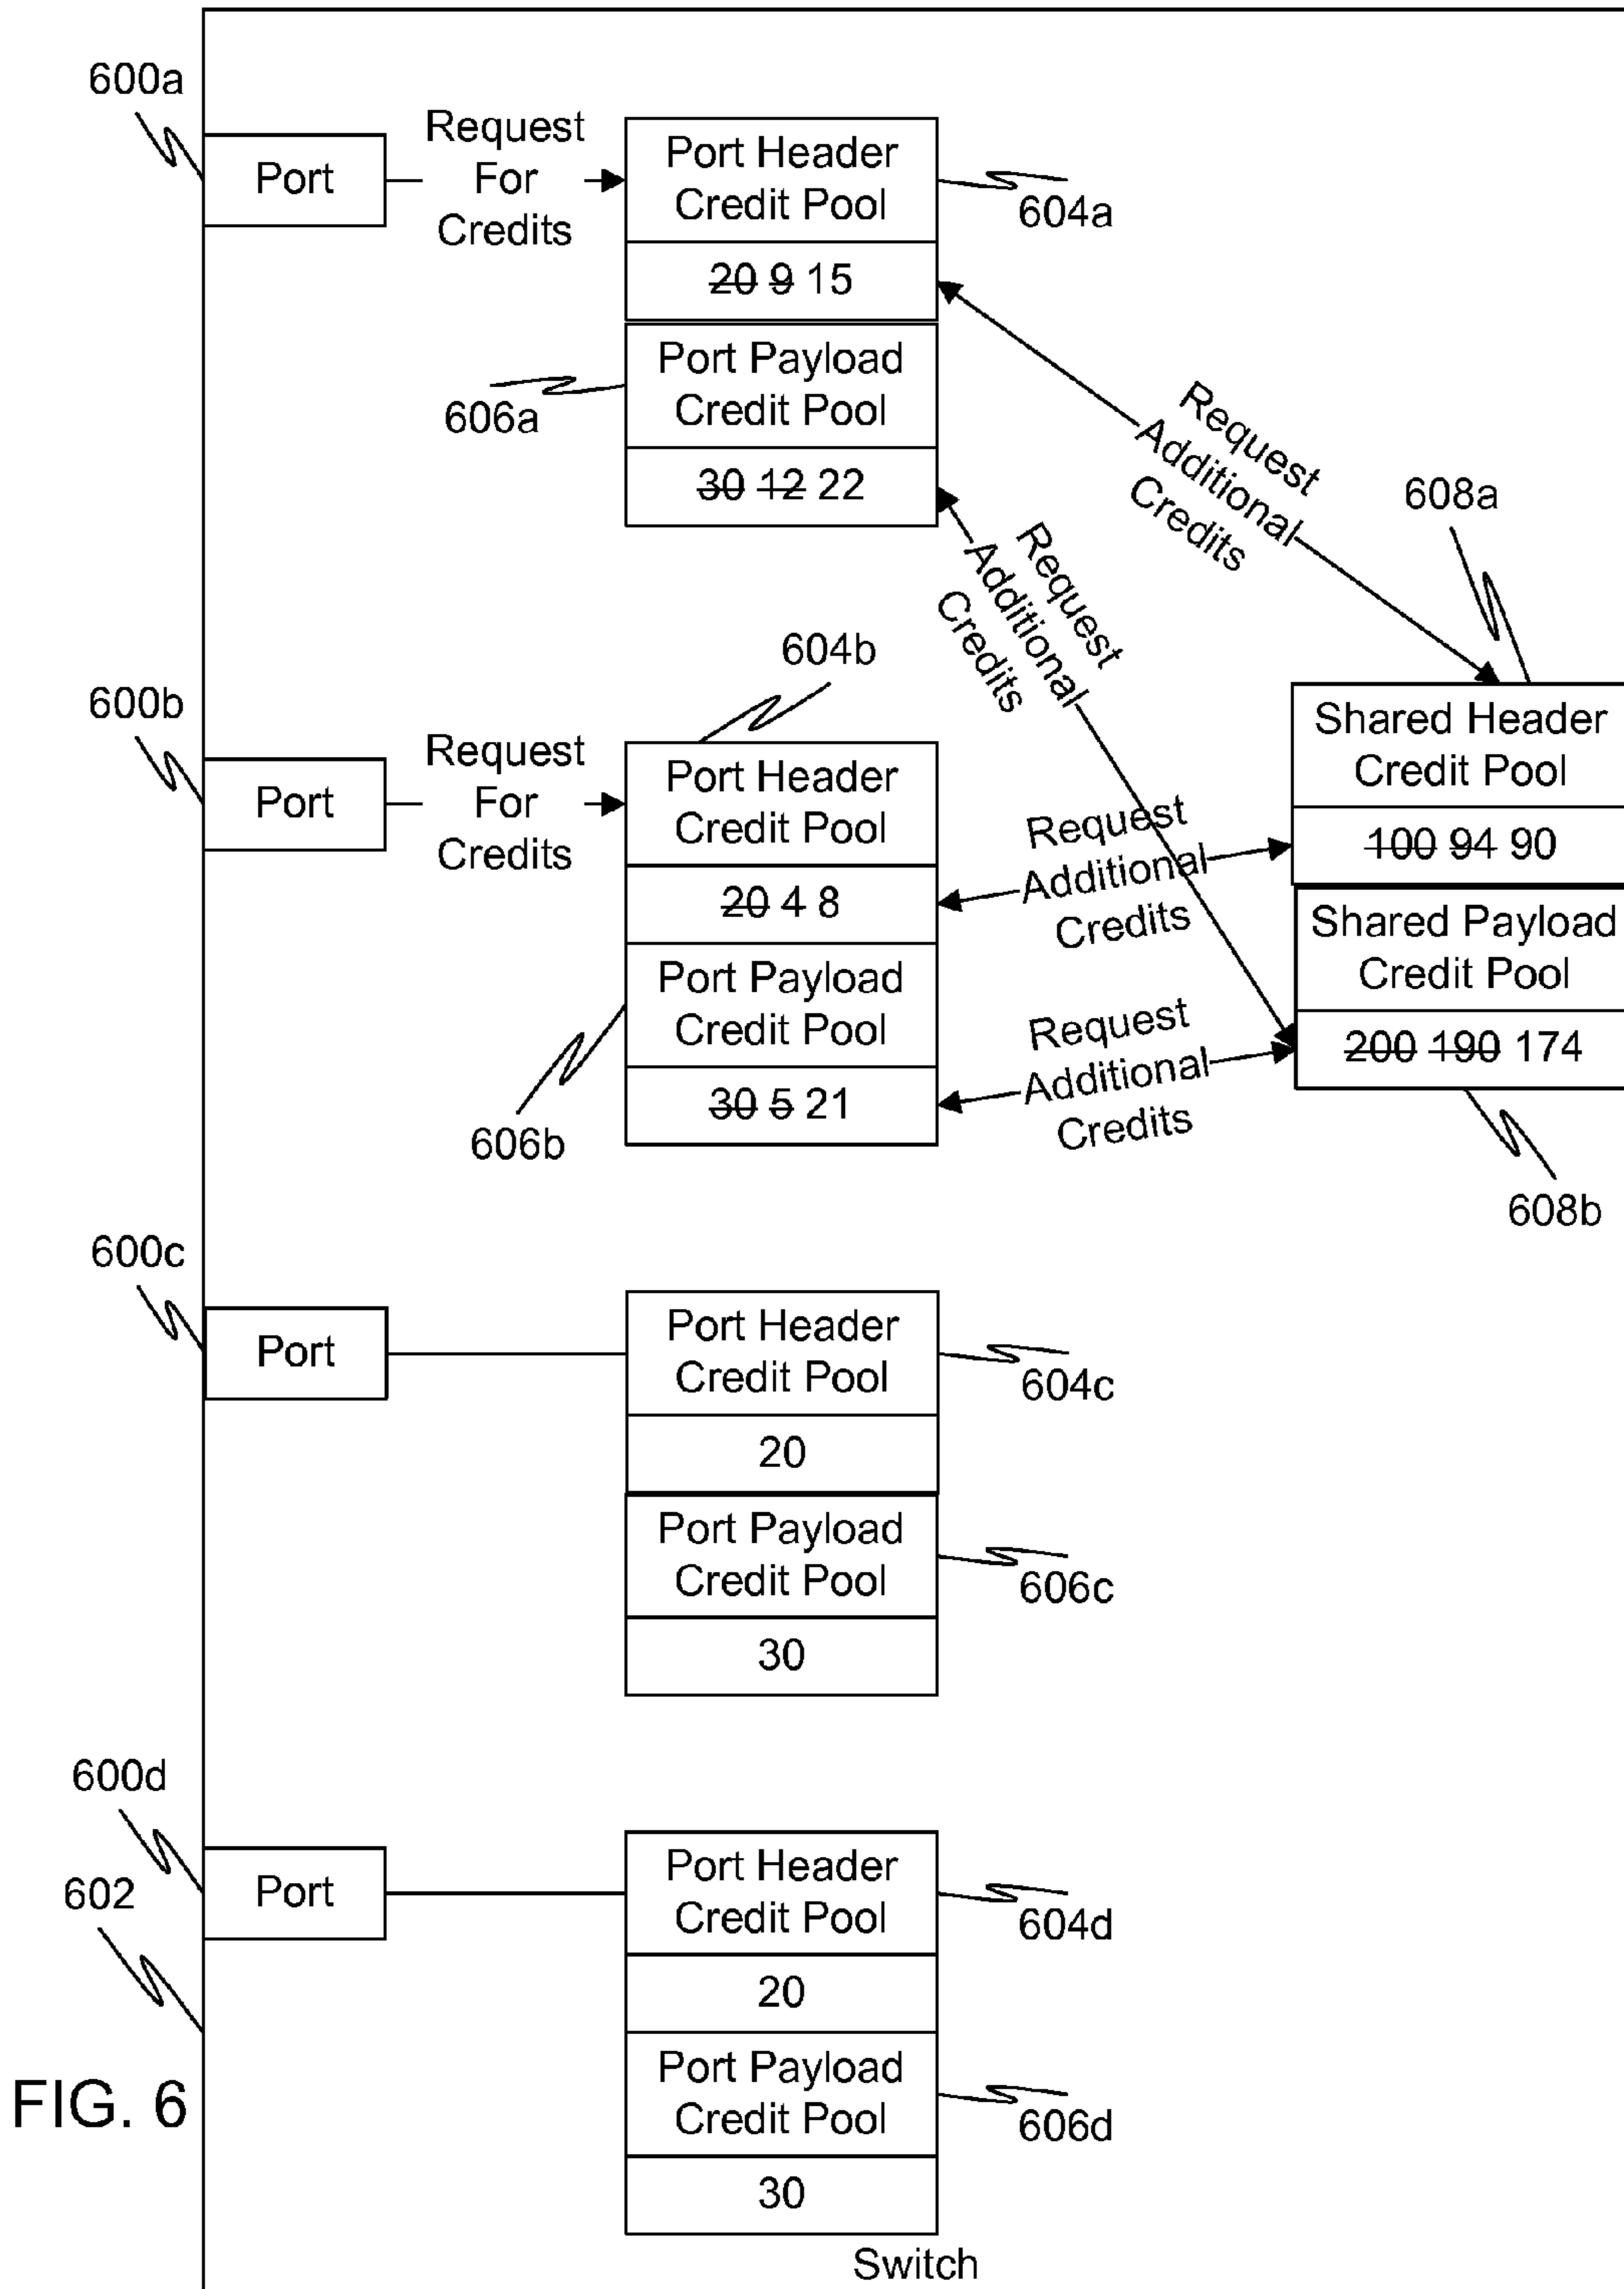 600a
Port
Request
For
Credits
Port Header
Credit Pool
604a
20 9 15
Port Payload
Credit Pool
606a
30 12 22
Request
Additional
Credits
Request
Additional
Credits
608a
604b
600b
Port
Request
For
Credits
Port Header
Credit Pool
20 4 8
Port Payload
Credit Pool
30 5 21
606b
Request
Additional
Credits
Request
Additional
Credits
Shared Header
Credit Pool
100 94 90
Shared Payload
Credit Pool
200 190 174
608b
600c
Port
Port Header
Credit Pool
604c
20
Port Payload
Credit Pool
606c
30
600d
602
Port
Port Header
Credit Pool
604d
20
Port Payload
Credit Pool
606d
30
FIG. 6
Switch